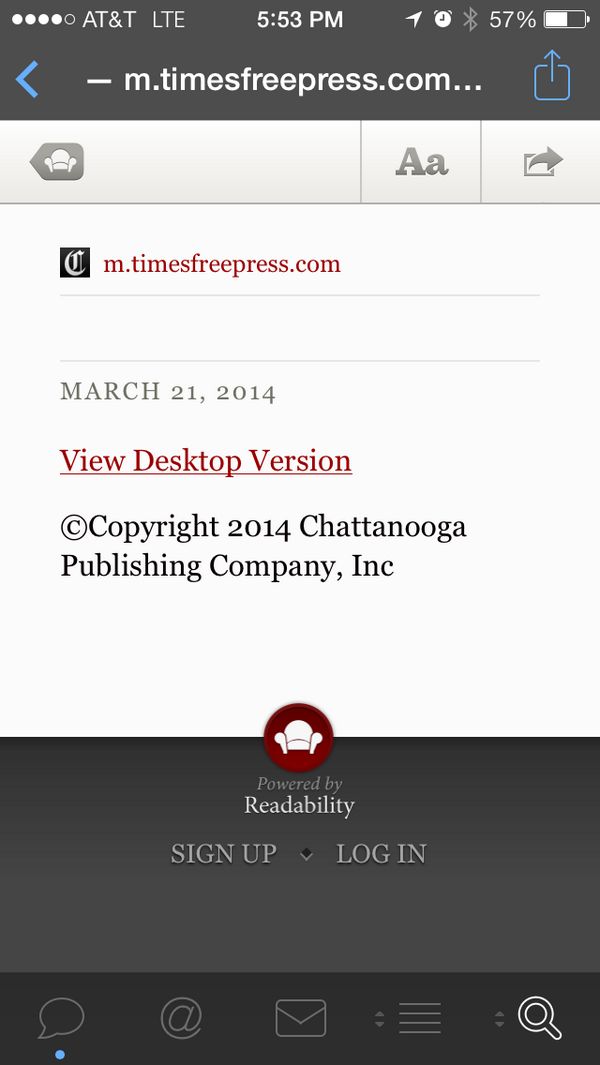 AT&T LTE 5:53 PM 57%
— m.timesfreepress.com...
Aa
C m.timesfreepress.com
MARCH 21, 2014
View Desktop Version
©Copyright 2014 Chattanooga
Publishing Company, Inc
Powered by
Readability
SIGN UP LOG IN
@